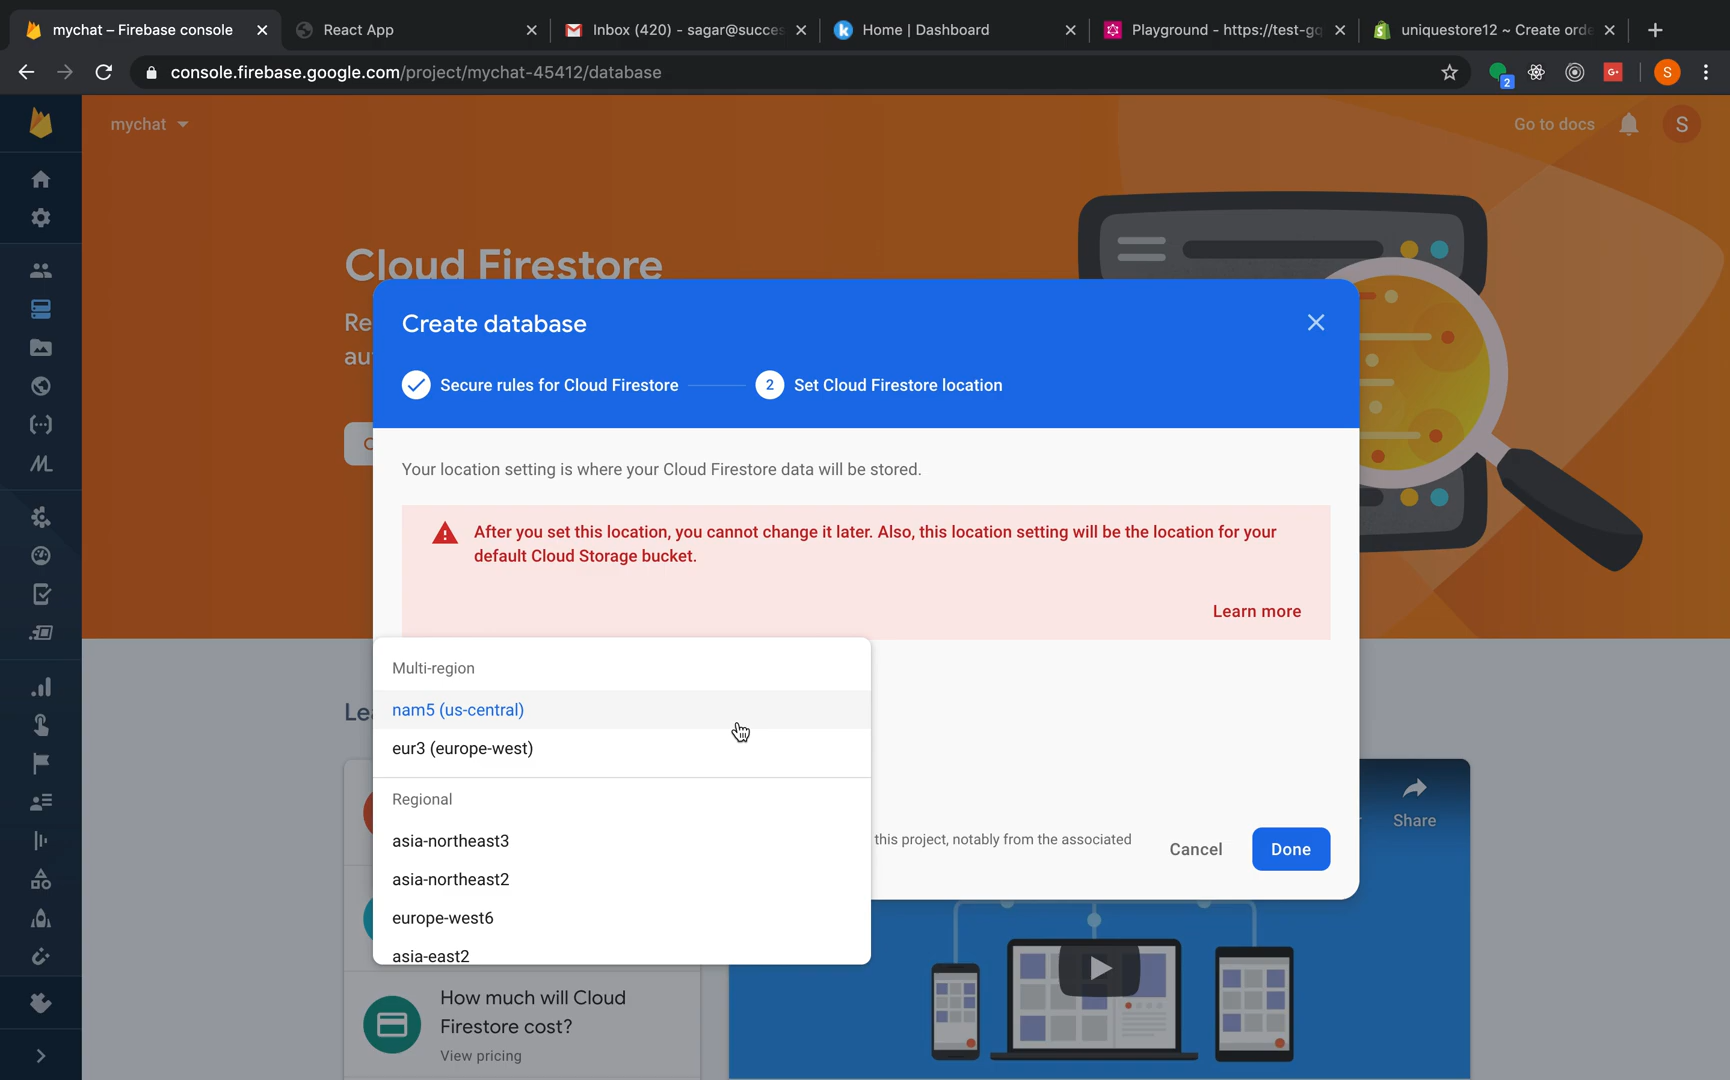 mychat – Firebase console
React App
Inbox (420) - sagar@succes
Home | Dashboard
Playground - https://test-gq
uniquestore12 ~ Create orde
console.firebase.google.com/project/mychat-45412/database
2
S
mychat
Go to docs
S
Cloud Firestore
Re
au
Create database
Secure rules for Cloud Firestore
2 Set Cloud Firestore location
Your location setting is where your Cloud Firestore data will be stored.
After you set this location, you cannot change it later. Also, this location setting will be the location for your
default Cloud Storage bucket.
Learn more
Multi-region
nam5 (us-central)
eur3 (europe-west)
Regional
asia-northeast3
asia-northeast2
europe-west6
asia-east2
this project, notably from the associated
Cancel
Done
Lea
Share
How much will Cloud
Firestore cost?
View pricing